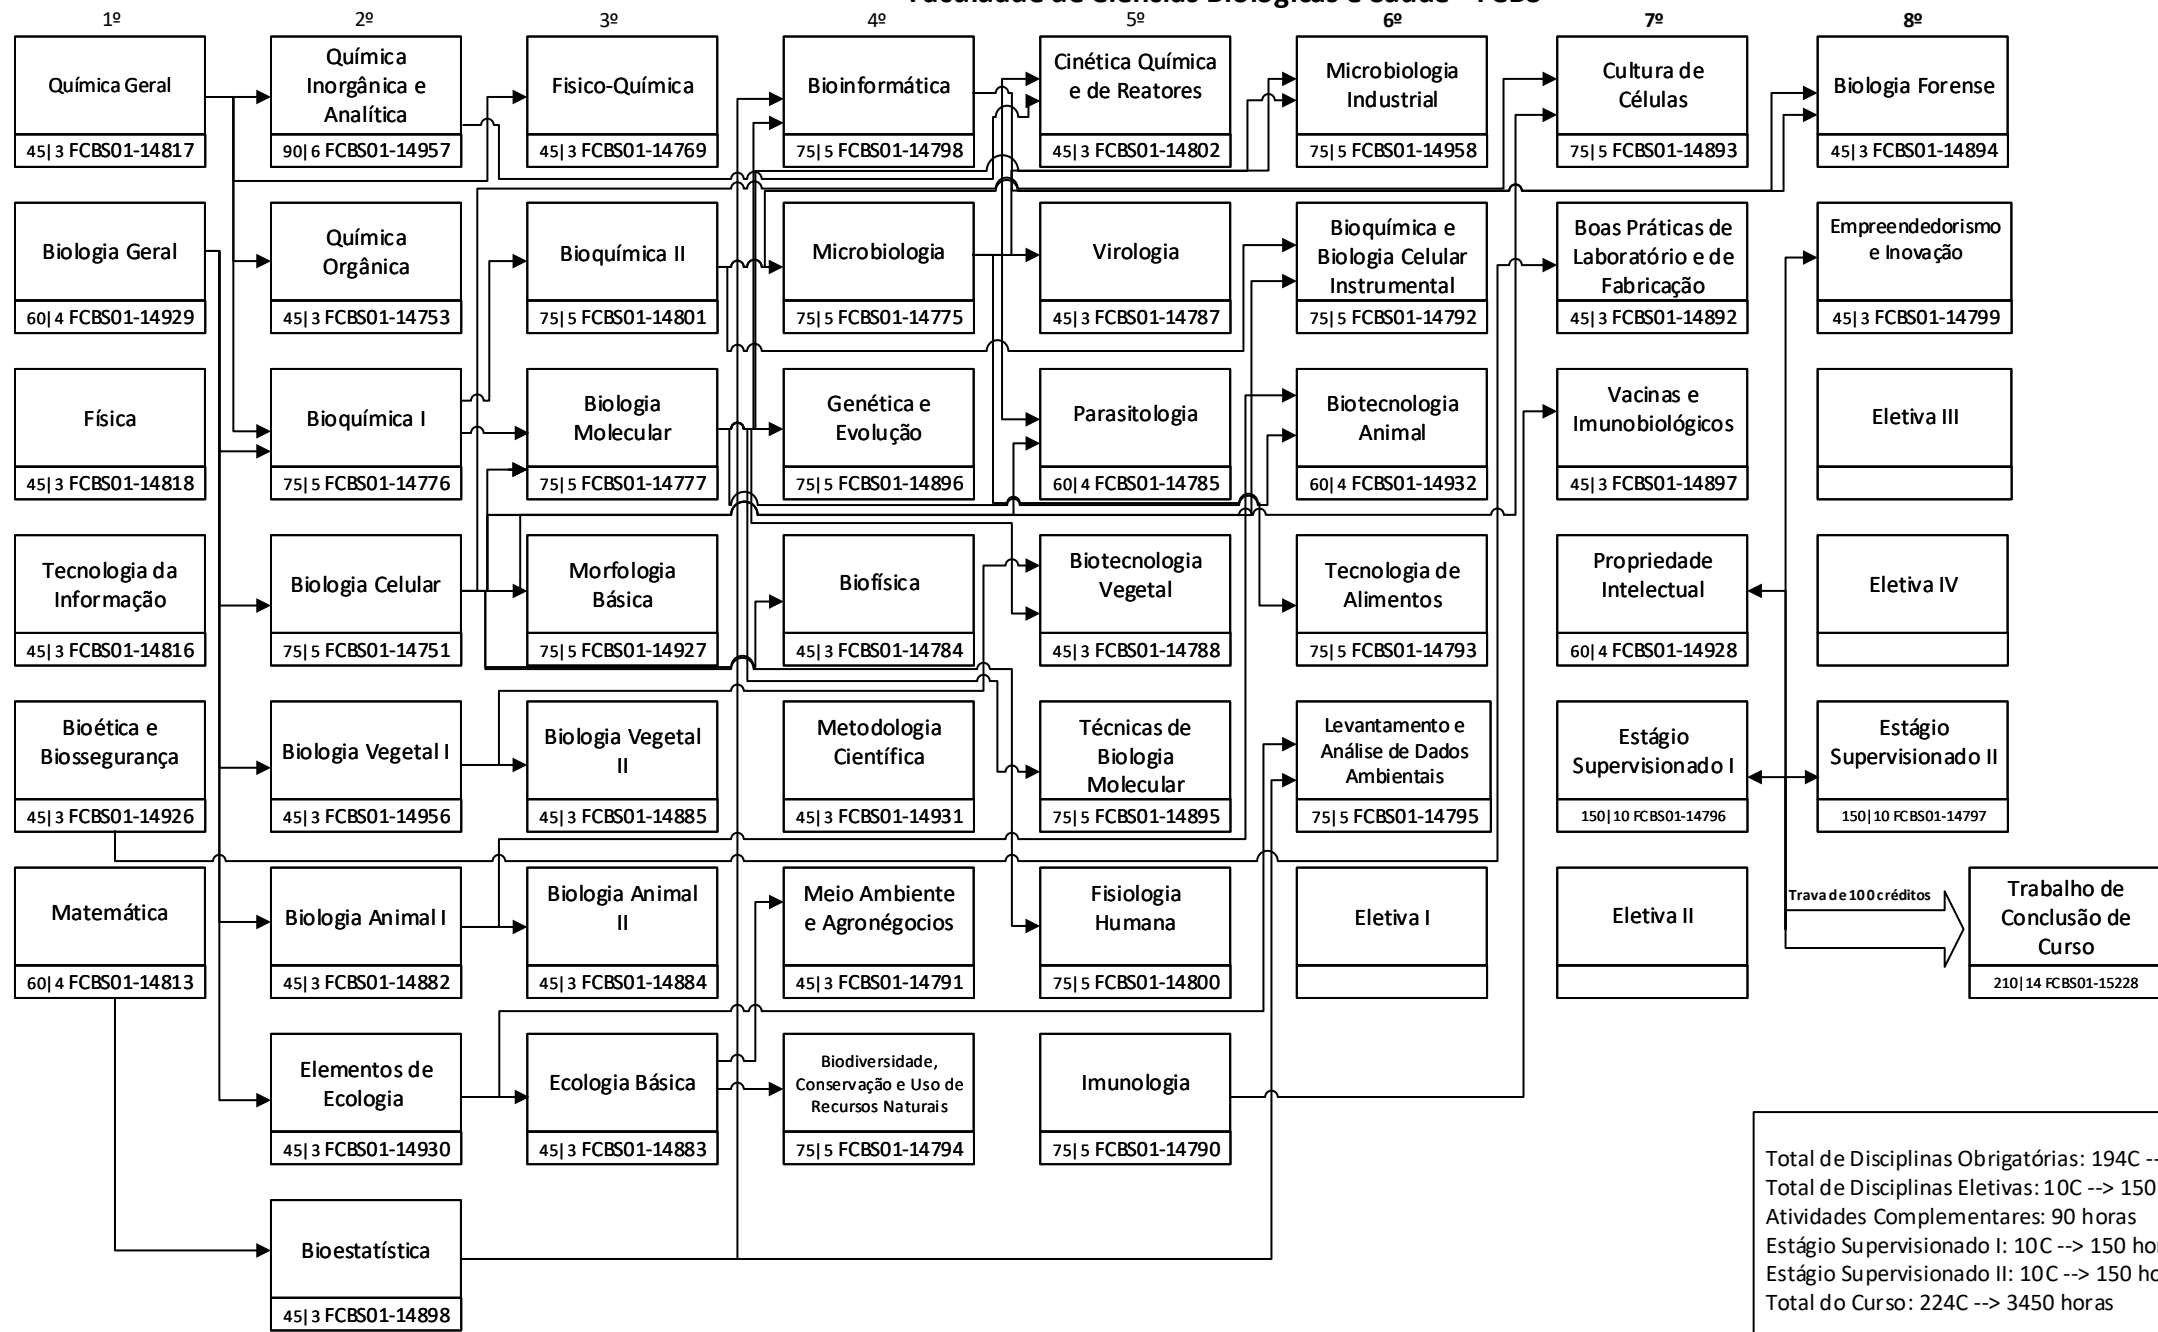 Faculdade de Ciências Biológicas e Saúde - FCBS
1º
2º
3º
4º
5º
6º
7º
8º
Química Geral
45|3 FCBS01-14817
Biologia Geral
60|4 FCBS01-14929
Física
45|3 FCBS01-14818
Tecnologia da
Informação
45|3 FCBS01-14816
Bioética e
Biossegurança
45|3 FCBS01-14926
Matemática
60|4 FCBS01-14813
Química
Inorgânica e
Analítica
90|6 FCBS01-14957
Química
Orgânica
45|3 FCBS01-14753
Bioquímica I
75|5 FCBS01-14776
Biologia Celular
75|5 FCBS01-14751
Biologia Vegetal I
45|3 FCBS01-14956
Biologia Animal I
45|3 FCBS01-14882
Elementos de
Ecologia
45|3 FCBS01-14930
Bioestatística
45|3 FCBS01-14898
Fisico-Química
45|3 FCBS01-14769
Bioquímica II
75|5 FCBS01-14801
Biologia
Molecular
75|5 FCBS01-14777
Morfologia
Básica
75|5 FCBS01-14927
Biologia Vegetal
II
45|3 FCBS01-14885
Biologia Animal
II
45|3 FCBS01-14884
Ecologia Básica
45|3 FCBS01-14883
Bioinformática
75|5 FCBS01-14798
Microbiologia
75|5 FCBS01-14775
Genética e
Evolução
75|5 FCBS01-14896
Biofísica
45|3 FCBS01-14784
Metodologia
Científica
45|3 FCBS01-14931
Meio Ambiente
e Agronégocios
45|3 FCBS01-14791
Biodiversidade,
Conservação e Uso de
Recursos Naturais
75|5 FCBS01-14794
Cinética Química
e de Reatores
45|3 FCBS01-14802
Virologia
45|3 FCBS01-14787
Parasitologia
60|4 FCBS01-14785
Biotecnologia
Vegetal
45|3 FCBS01-14788
Técnicas de
Biologia
Molecular
75|5 FCBS01-14895
Fisiologia
Humana
75|5 FCBS01-14800
Imunologia
75|5 FCBS01-14790
Microbiologia
Industrial
75|5 FCBS01-14958
Bioquímica e
Biologia Celular
Instrumental
75|5 FCBS01-14792
Biotecnologia
Animal
60|4 FCBS01-14932
Tecnologia de
Alimentos
75|5 FCBS01-14793
Levantamento e
Análise de Dados
Ambientais
75|5 FCBS01-14795
Eletiva I
Cultura de
Células
75|5 FCBS01-14893
Boas Práticas de
Laboratório e de
Fabricação
45|3 FCBS01-14892
Vacinas e
Imunobiológicos
45|3 FCBS01-14897
Propriedade
Intelectual
60|4 FCBS01-14928
Estágio
Supervisionado I
150|10 FCBS01-14796
Eletiva II
Biologia Forense
45|3 FCBS01-14894
Empreendedorismo
e Inovação
45|3 FCBS01-14799
Eletiva III
Eletiva IV
Estágio
Supervisionado II
150|10 FCBS01-14797
Trava de 100 créditos
Trabalho de
Conclusão de
Curso
210|14 FCBS01-15228
Total de Disciplinas Obrigatórias: 194C --
Total de Disciplinas Eletivas: 10C --> 150
Atividades Complementares: 90 horas
Estágio Supervisionado I: 10C --> 150 ho
Estágio Supervisionado II: 10C --> 150 ho
Total do Curso: 224C --> 3450 horas